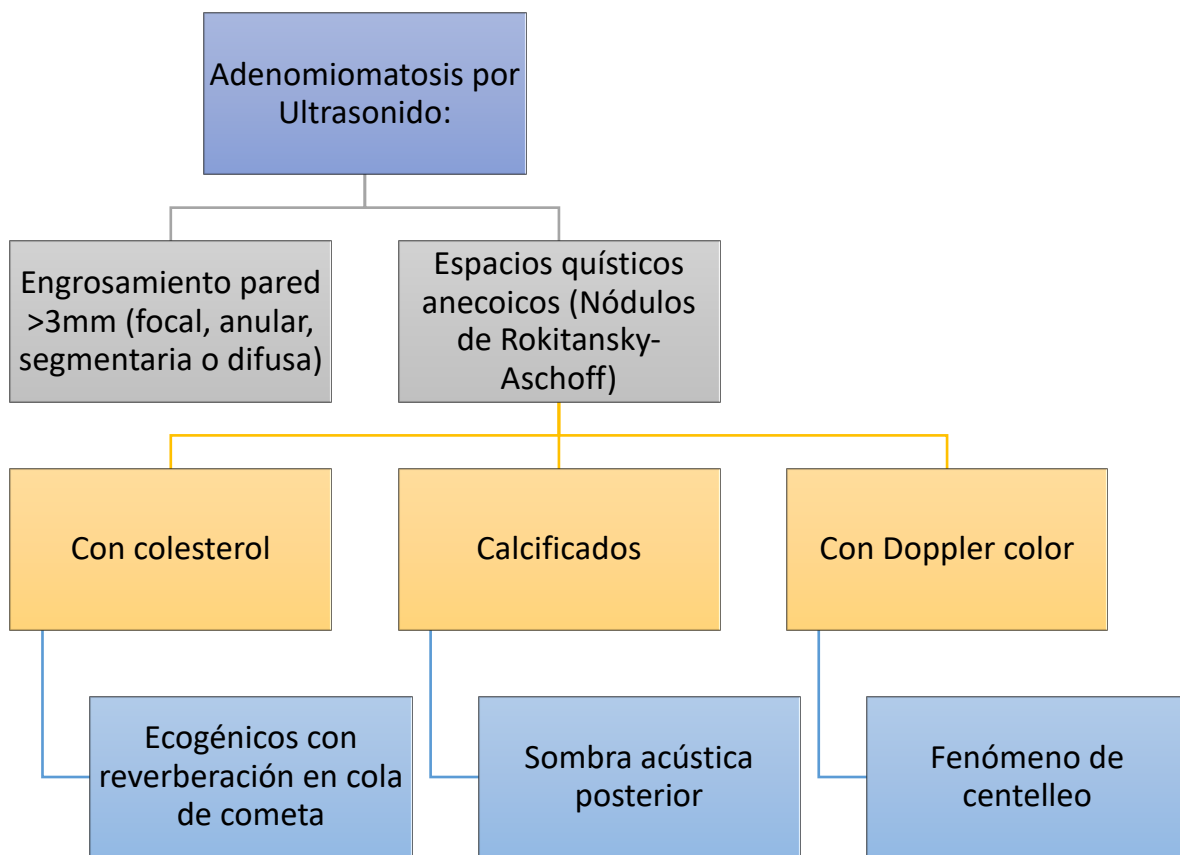 Adenomiomatosis por
Ultrasonido:
Engrosamiento pared
>3mm (focal, anular,
segmentaria o difusa)
Espacios quísticos
anecoicos (Nódulos
de Rokitansky-
Aschoff)
Con colesterol
Calcificados
Con Doppler color
Ecogénicos con
reverberación en cola
de cometa
Sombra acústica
posterior
Fenómeno de
centelleo